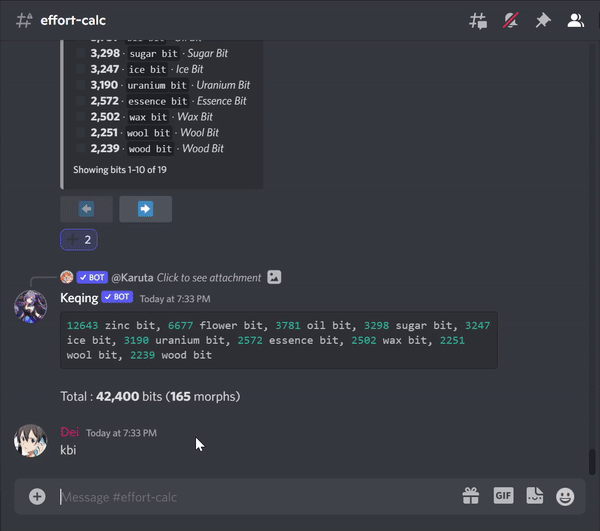 effort-calc
3,298 · sugar bit · Sugar Bit
3,247 · ice bit · Ice Bit
3,190 · uranium bit · Uranium Bit
2,572 · essence bit · Essence Bit
2,502 · wax bit · Wax Bit
2,251 · wool bit · Wool Bit
2,239 · wood bit · Wood Bit
Showing bits 1-10 of 19
2
BOT @Karuta Click to see attachment
Keqing BOT Today at 7:33 PM
12643 zinc bit, 6677 flower bit, 3781 oil bit, 3298 sugar bit, 3247
ice bit, 3190 uranium bit, 2572 essence bit, 2502 wax bit, 2251
wool bit, 2239 wood bit
Total : 42,400 bits (165 morphs)
Dei Today at 7:33 PM
kbi
Message #effort-calc
GIF